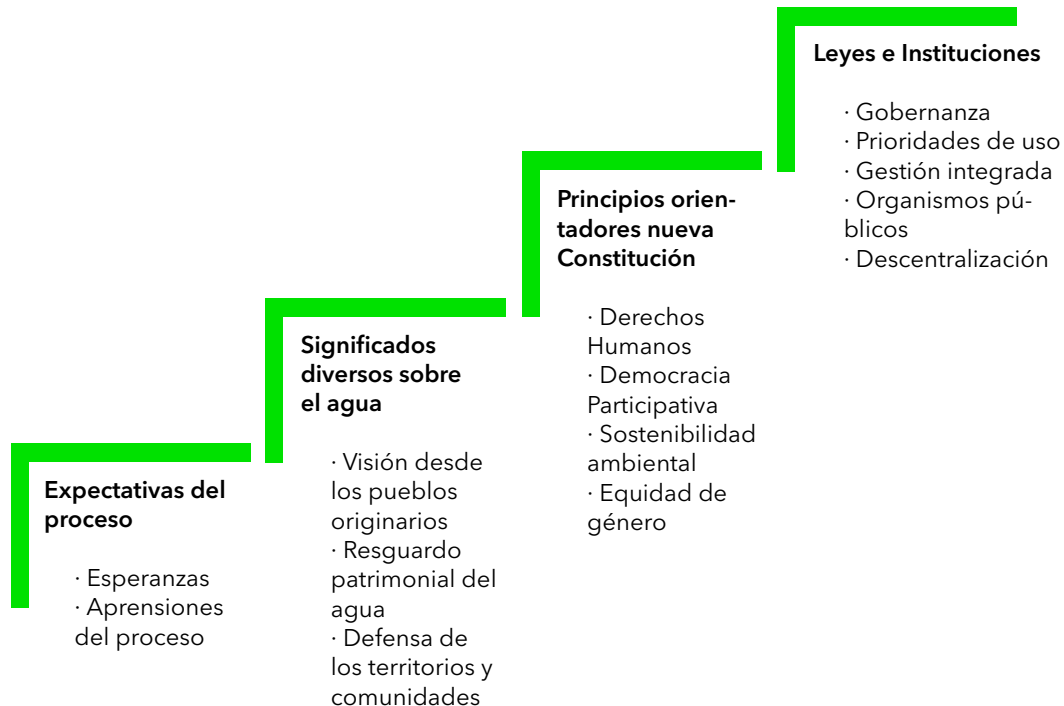 Expectativas del
proceso
· Esperanzas
· Aprensiones
del proceso
Significados
diversos sobre
el agua
· Visión desde
los pueblos
originarios
· Resguardo
patrimonial del
agua
· Defensa de
los territorios y
comunidades
Principios orien-
tadores nueva
Constitución
· Derechos
Humanos
· Democracia
Participativa
· Sostenibilidad
ambiental
· Equidad de
género
Leyes e Instituciones
· Gobernanza
· Prioridades de uso
· Gestión integrada
· Organismos pú-
blicos
· Descentralización